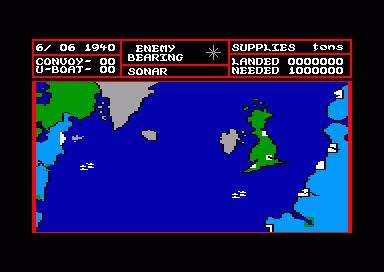 6/ 06 1940
CONVOY- 00
U-BOAT- 00
ENEMY
BEARING
SONAR
SUPPLIES tons
LANDED 0000000
NEEDED 1000000